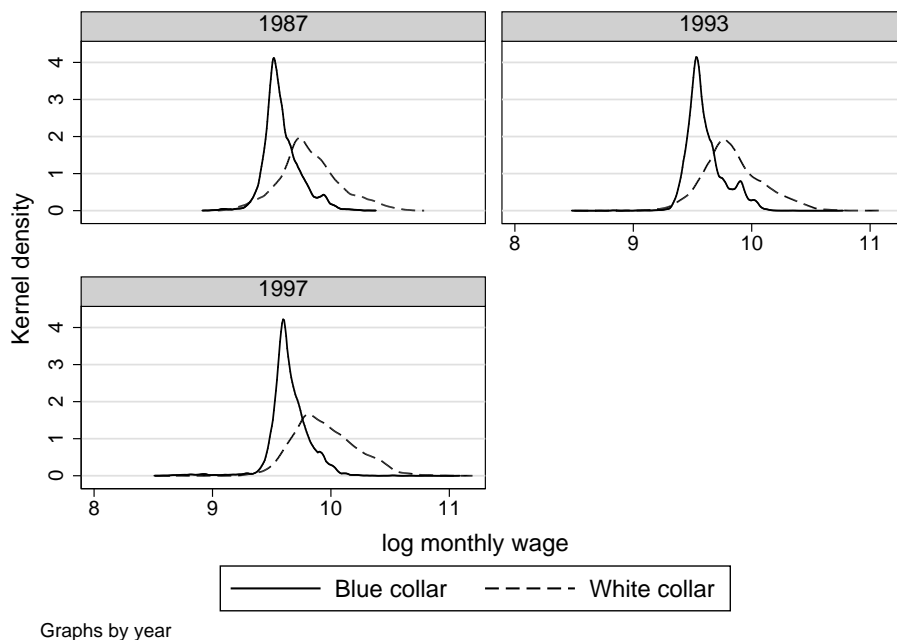 1987
1993
4
3
2
1
0
8 9 10 11
1997
4
3
2
1
0
8 9 10 11
Kernel density
log monthly wage
Blue collar White collar
Graphs by year